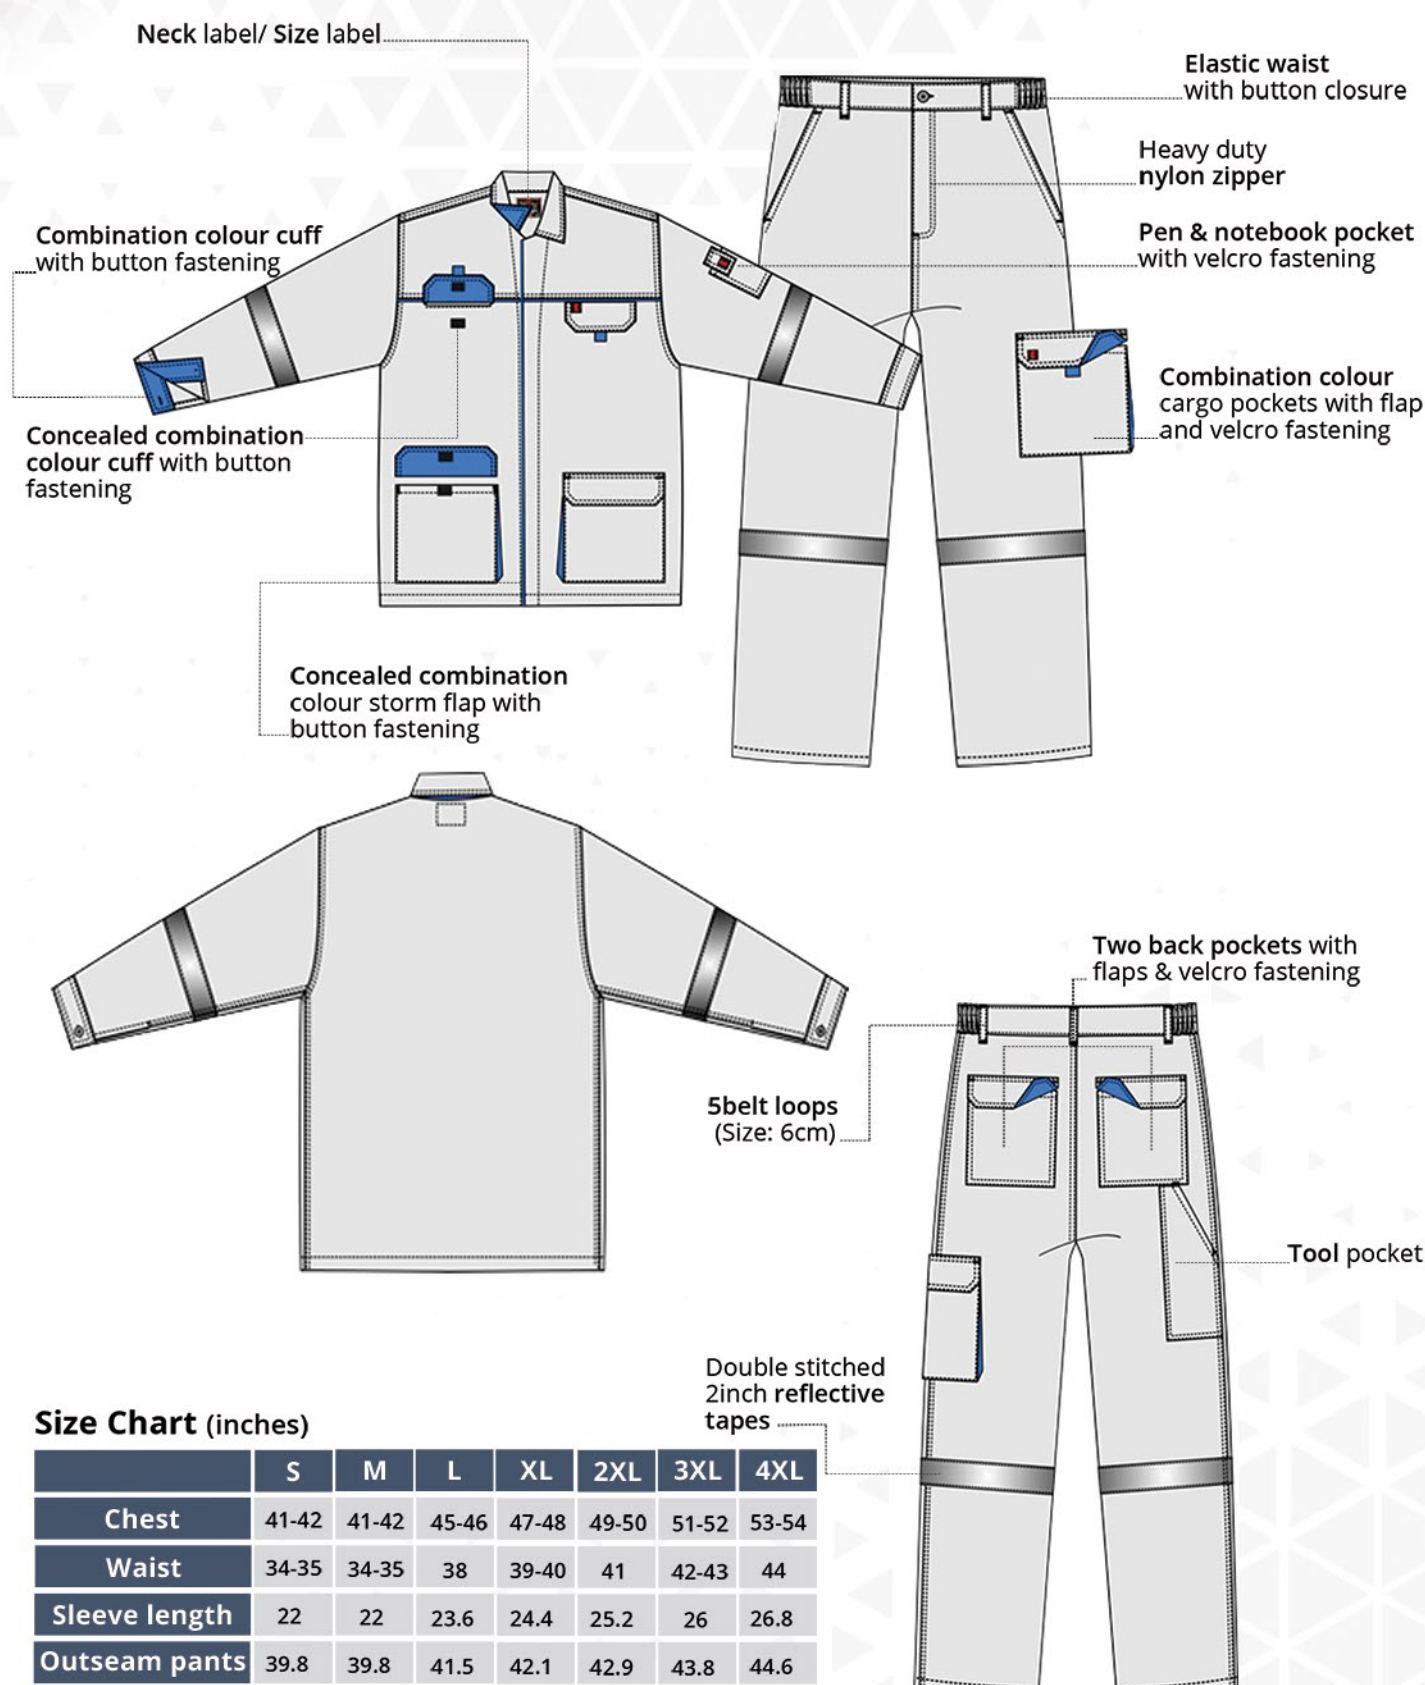 Neck label/ Size label
Elastic waist
with button closure
Heavy duty
nylon zipper
Pen & notebook pocket
with velcro fastening
Combination colour cuff
with button fastening
Combination colour
cargo pockets with flap
and velcro fastening
Concealed combination
colour cuff with button
fastening
Concealed combination
colour storm flap with
button fastening
Two back pockets with
flaps & velcro fastening
5belt loops
(Size: 6cm)
Tool pocket
Double stitched
2inch reflective
tapes
Size Chart (inches)
S M L XL 2XL 3XL 4XL
Chest 41-42 41-42 45-46 47-48 49-50 51-52 53-54
Waist 34-35 34-35 38 39-40 41 42-43 44
Sleeve length 22 22 23.6 24.4 25.2 26 26.8
Outseam pants 39.8 39.8 41.5 42.1 42.9 43.8 44.6